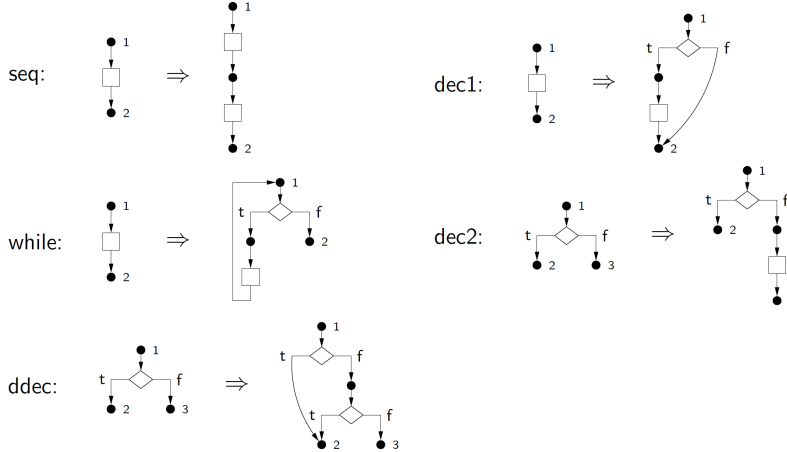 seq: 1 2 ⇒ 1 2
dec1: 1 2 ⇒ 1 t f 2
while: 1 2 ⇒ 1 t f 2
dec2: 1 t f 2 3 ⇒ 1 t f 2
ddec: 1 t f 2 3 ⇒ 1 t f t f 2 3